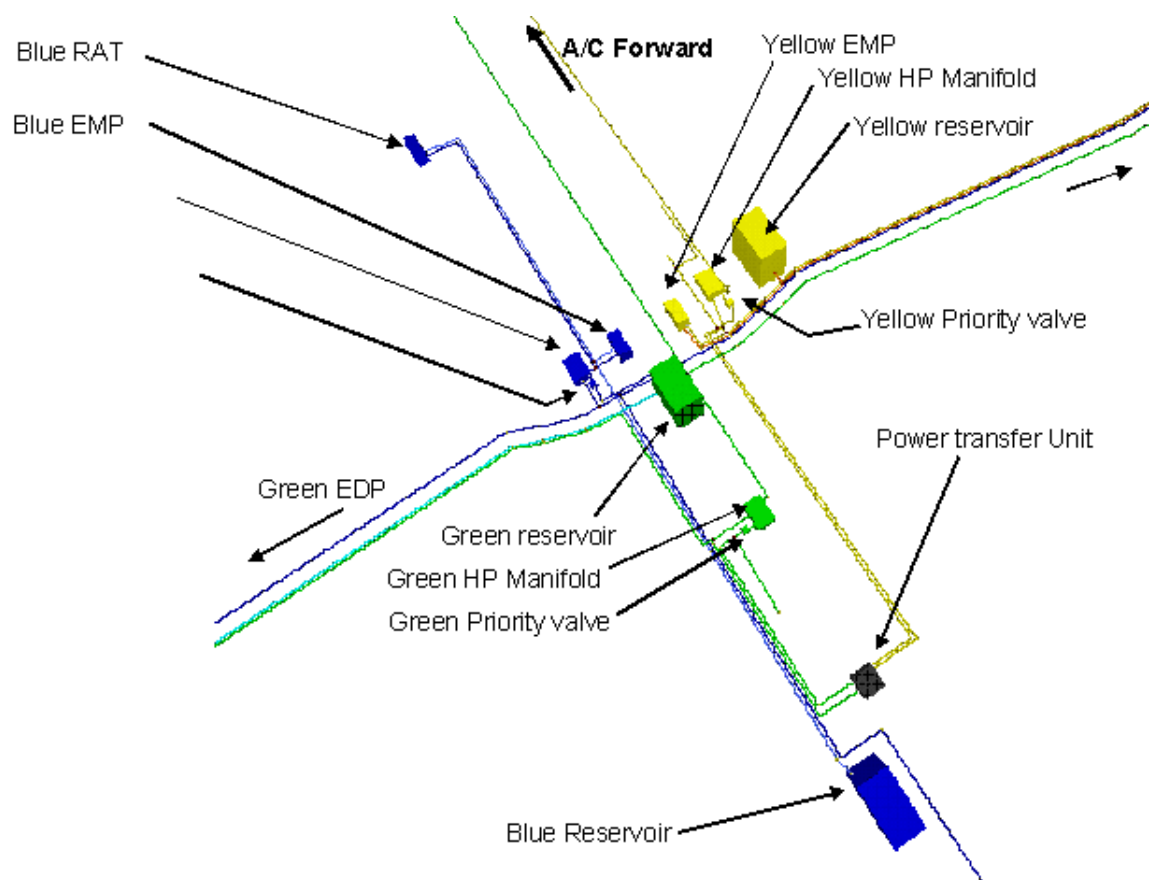 Blue RAT
A/C Forward
Yellow EMP
Yellow HP Manifold
Blue EMP
Yellow reservoir
Yellow Priority valve
Power transfer Unit
Green EDP
Green reservoir
Green HP Manifold
Green Priority valve
Blue Reservoir